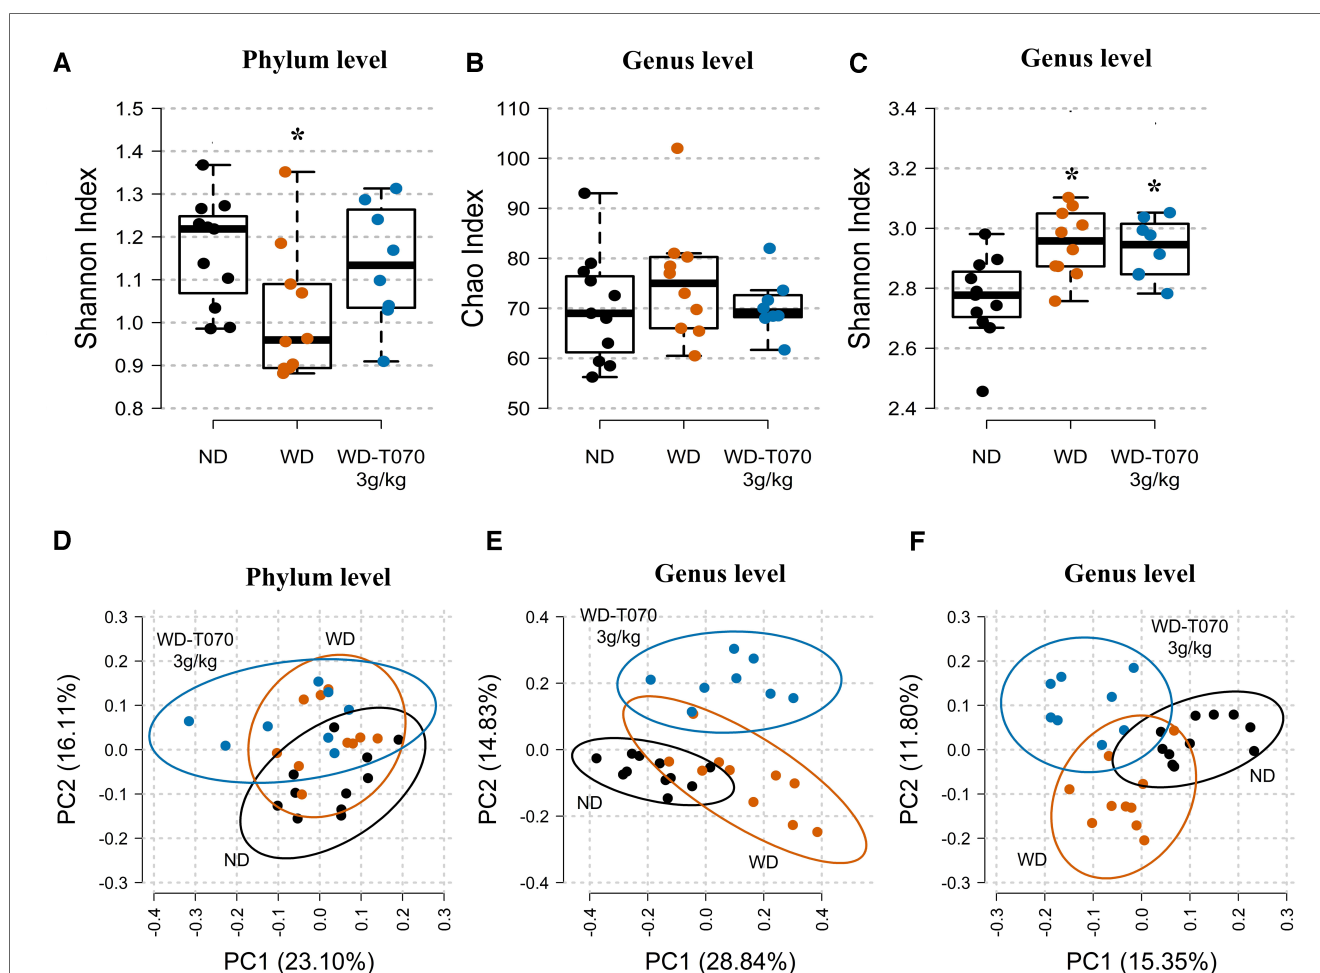 A
Phylum level
Shannon Index
1.5
1.4
1.3
1.2
1.1
1.0
0.9
0.8
*
ND
WD
WD-T070
3g/kg
B
Genus level
Chao Index
110
100
90
80
70
60
50
ND
WD
WD-T070
3g/kg
C
Genus level
Shannon Index
3.4
3.2
3.0
2.8
2.6
2.4
*
*
ND
WD
WD-T070
3g/kg
D
Phylum level
PC2 (16.11%)
0.3
0.2
0.1
0.0
-0.1
-0.2
-0.3
WD-T070
3g/kg
WD
ND
-0.4
-0.3
-0.2
-0.1
0.0
0.1
0.2
0.3
PC1 (23.10%)
E
Genus level
PC2 (14.83%)
0.4
0.2
0.0
-0.2
-0.4
WD-T070
3g/kg
ND
WD
-0.4
-0.2
0.0
0.2
0.4
PC1 (28.84%)
F
Genus level
PC2 (11.80%)
0.3
0.2
0.1
0.0
-0.1
-0.2
-0.3
WD-T070
3g/kg
ND
WD
-0.3
-0.2
-0.1
0.0
0.1
0.2
0.3
PC1 (15.35%)